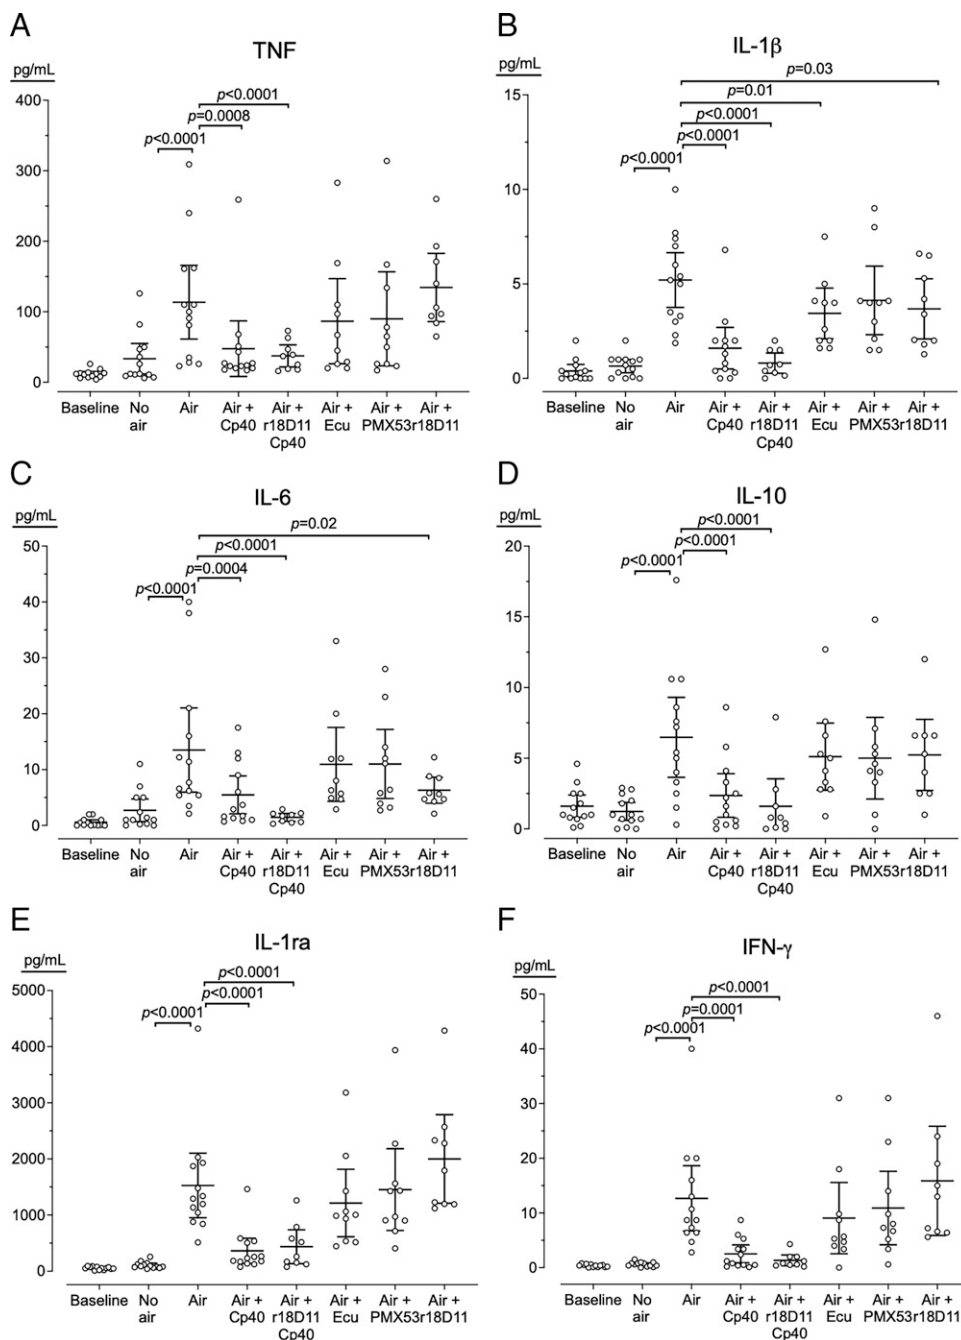 A
TNF
pg/mL
p<0.0001
p=0.0008
p<0.0001
400
300
200
100
0
Baseline No Air Air + Air + Air + Air + Air +
air Cp40 r18D11 Ecu PMX53 r18D11
Cp40
B
IL-1β
pg/mL
p=0.03
p=0.01
p<0.0001
p<0.0001
p<0.0001
15
10
5
0
Baseline No Air Air + Air + Air + Air + Air +
air Cp40 r18D11 Ecu PMX53 r18D11
Cp40
C
IL-6
pg/mL
p=0.02
p<0.0001
p=0.0004
p<0.0001
50
40
30
20
10
0
Baseline No Air Air + Air + Air + Air + Air +
air Cp40 r18D11 Ecu PMX53 r18D11
Cp40
D
IL-10
pg/mL
p<0.0001
p<0.0001
p<0.0001
20
15
10
5
0
Baseline No Air Air + Air + Air + Air + Air +
air Cp40 r18D11 Ecu PMX53 r18D11
Cp40
E
IL-1ra
pg/mL
p<0.0001
p<0.0001
p<0.0001
5000
4000
3000
2000
1000
0
Baseline No Air Air + Air + Air + Air + Air +
air Cp40 r18D11 Ecu PMX53 r18D11
Cp40
F
IFN-γ
pg/mL
p<0.0001
p=0.0001
p<0.0001
50
40
30
20
10
0
Baseline No Air Air + Air + Air + Air + Air +
air Cp40 r18D11 Ecu PMX53 r18D11
Cp40